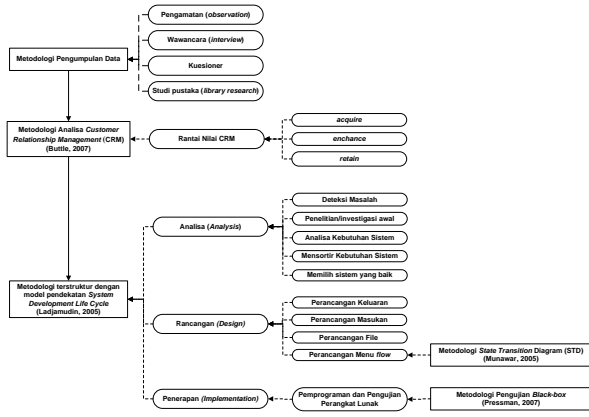 Pengamatan (observation)
Wawancara (interview)
Metodologi Pengumpulan Data
Kuesioner
Studi pustaka (library research)
Metodologi Analisa Customer
Relationship Management (CRM)
(Buttle, 2007)
Rantai Nilai CRM
acquire
enchance
retain
Analisa (Analysis)
Deteksi Masalah
Penelitian/investigasi awal
Analisa Kebutuhan Sistem
Mensortir Kebutuhan Sistem
Memilih sistem yang baik
Metodologi terstruktur dengan
model pendekatan System
Development Life Cycle
(Ladjamudin, 2005)
Rancangan (Design)
Perancangan Keluaran
Perancangan Masukan
Perancangan File
Perancangan Menu flow
Metodologi State Transition Diagram (STD)
(Munawar, 2005)
Penerapan (Implementation)
Pemprograman dan Pengujian
Perangkat Lunak
Metodologi Pengujian Black-box
(Pressman, 2007)